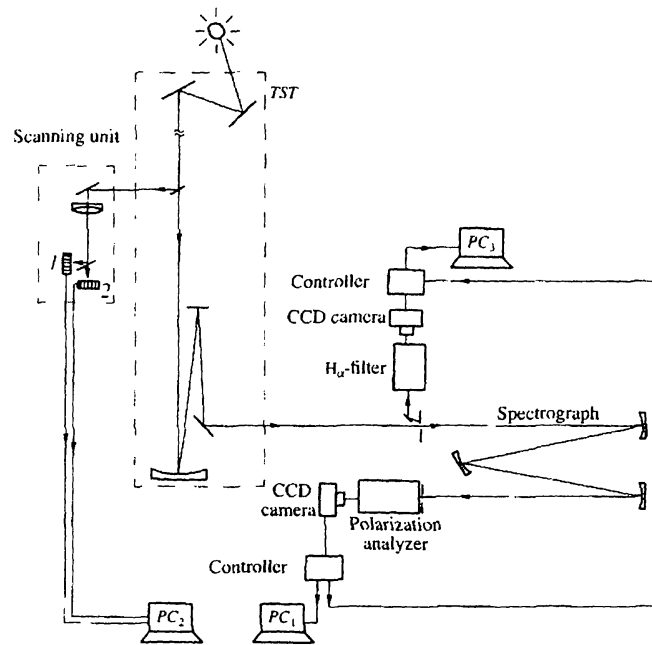 TST
Scanning unit
1
2
PC₃
Controller
CCD camera
Hα-filter
Spectrograph
CCD
camera
Polarization
analyzer
Controller
PC₂
PC₁